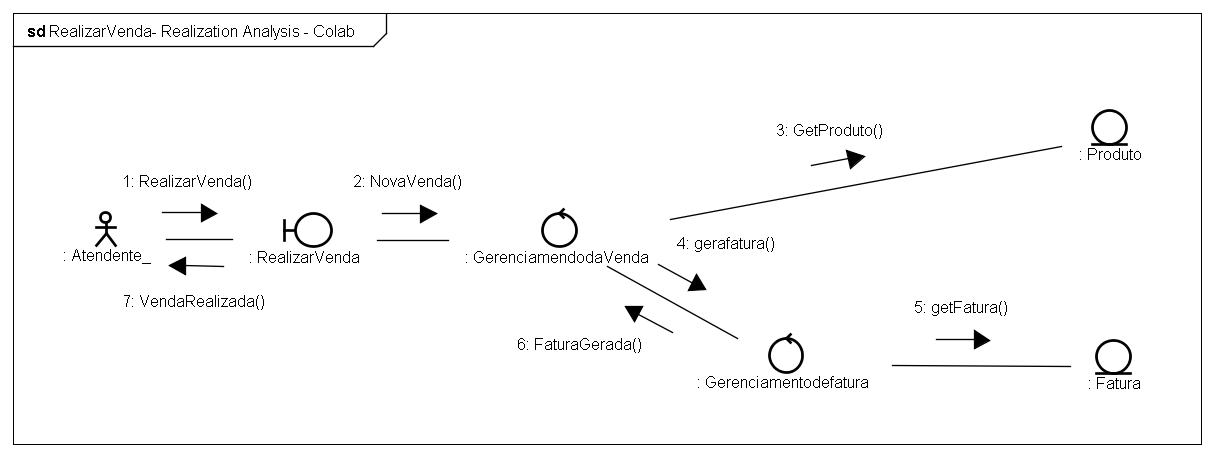 sd RealizarVenda- Realization Analysis - Colab
3: GetProduto()
: Produto
1: RealizarVenda()
2: NovaVenda()
: Atendente_
: RealizarVenda
: GerenciamendodaVenda
4: gerafatura()
7: VendaRealizada()
6: FaturaGerada()
5: getFatura()
: Gerenciamentodefatura
: Fatura